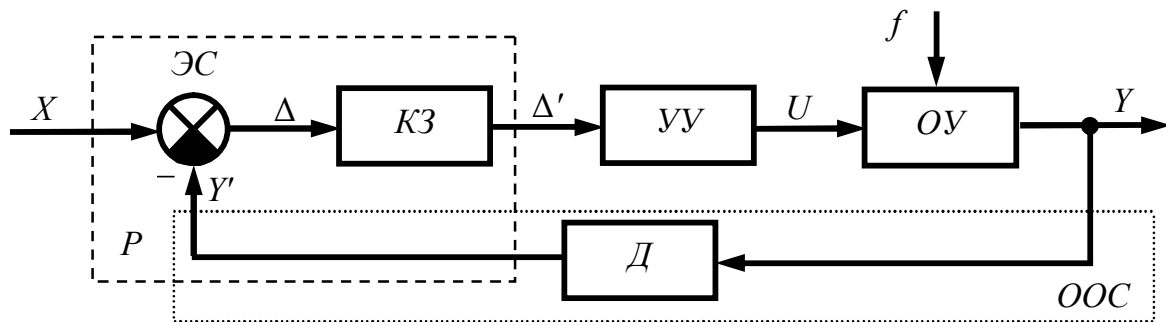 f
ЭС
X
Δ
КЗ
Δ'
УУ
U
ОУ
Y
–
Y'
P
Д
ООС